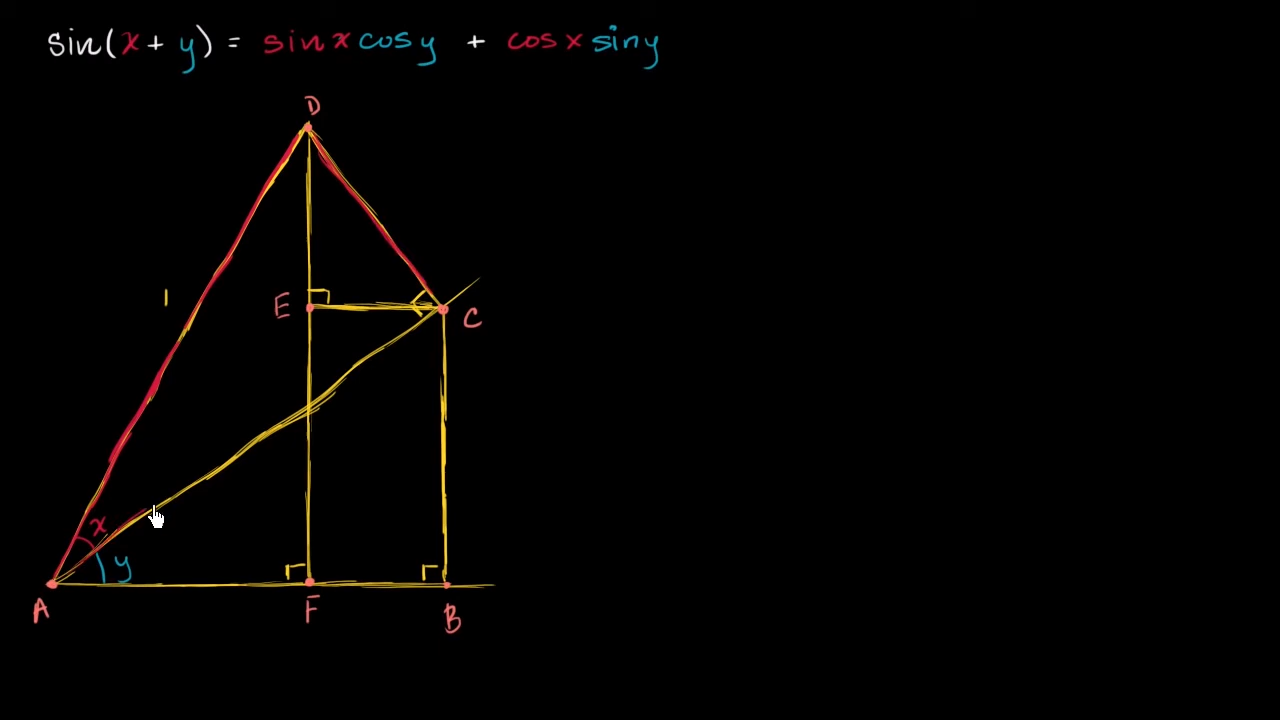 sin(x + y) = sin x cos y + cos x sin y
D
1
E
C
x
y
A
F
B